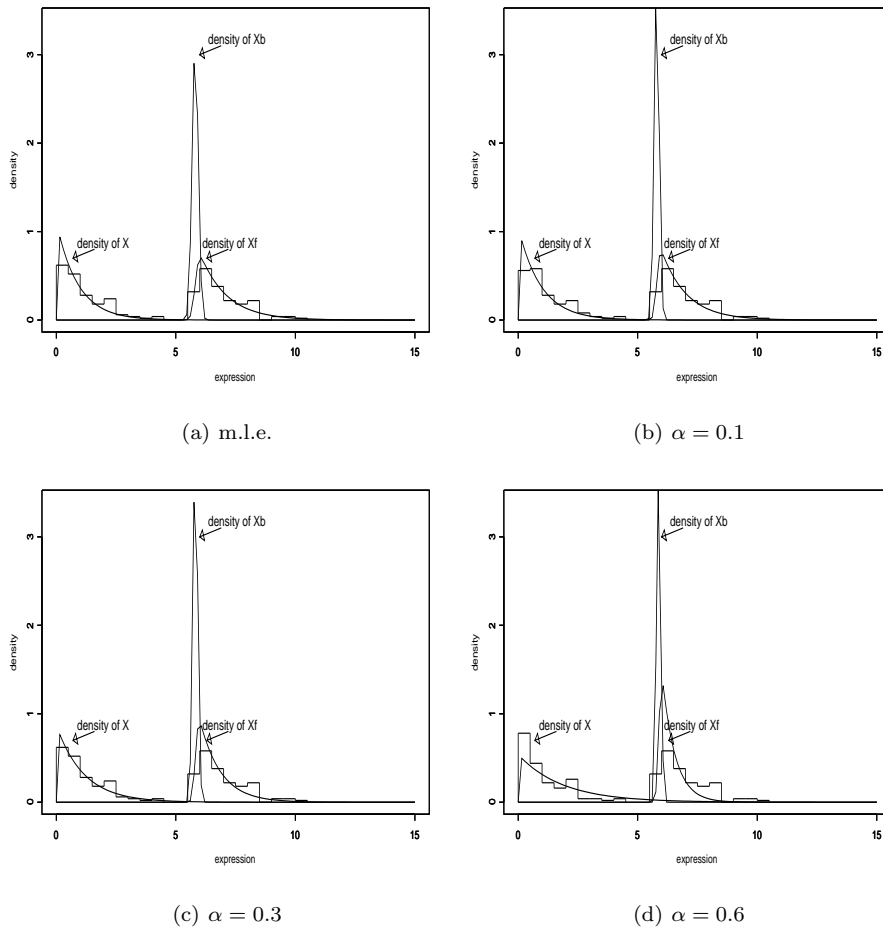 density of Xb
density of X
density of Xf
density
0 1 2 3
0 5 10 15
expression
(a) m.l.e.
density of Xb
density of X
density of Xf
density
0 1 2 3
0 5 10 15
expression
(b) α = 0.1
density of Xb
density of X
density of Xf
density
0 1 2 3
0 5 10 15
expression
(c) α = 0.3
density of Xb
density of X
density of Xf
density
0 1 2 3
0 5 10 15
expression
(d) α = 0.6